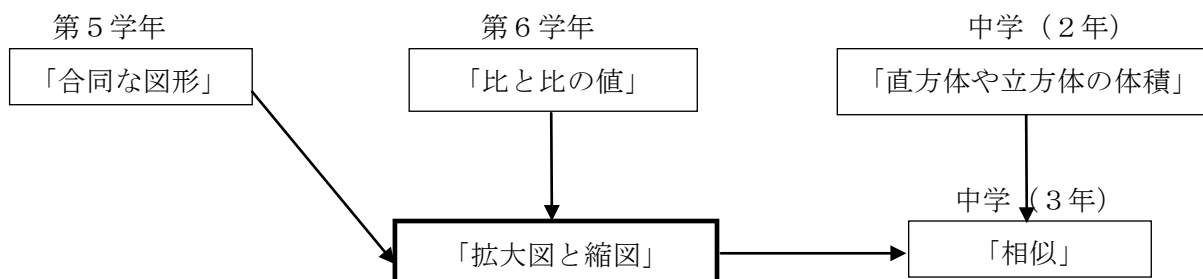 第５学年
第６学年
中学（２年）
「合同な図形」
「比と比の値」
「直方体や立方体の体積」
中学（３年）
「拡大図と縮図」
「相似」